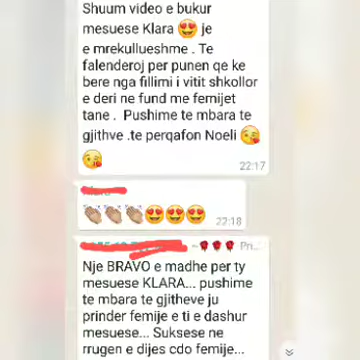 Shuum video e bukur
mesuese Klara 😍 je
e mrekullueshme . Te
falenderoj per punen qe ke
bere nga fillimi i vitit shkollor
e deri ne fund me femijet
tane . Pushime te mbara te
gjithve .te perqafon Noeli 😘
😘
22:17
👏👏👏😍😍😍 22:18
~🌹🌹🌹 Pri...
Nje BRAVO e madhe per ty
mesuese KLARA... pushime
te mbara te gjitheve ju
prinder femije e ti e dashur
mesuese... Suksese ne
rrugen e dijes cdo femije...